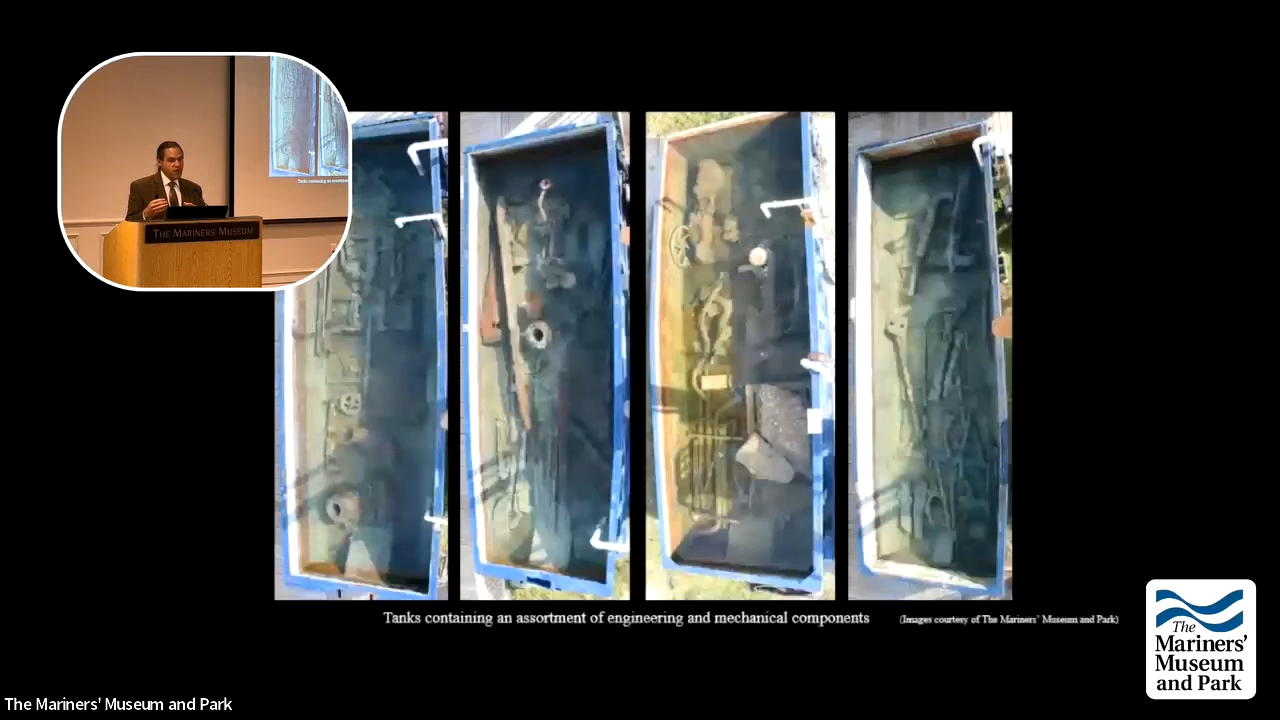 THE MARINERS' MUSEUM
Tanks containing an assortment of engineering and mechanical components
(Images courtesy of The Mariners' Museum and Park)
The
Mariners'
Museum
and Park
The Mariners' Museum and Park